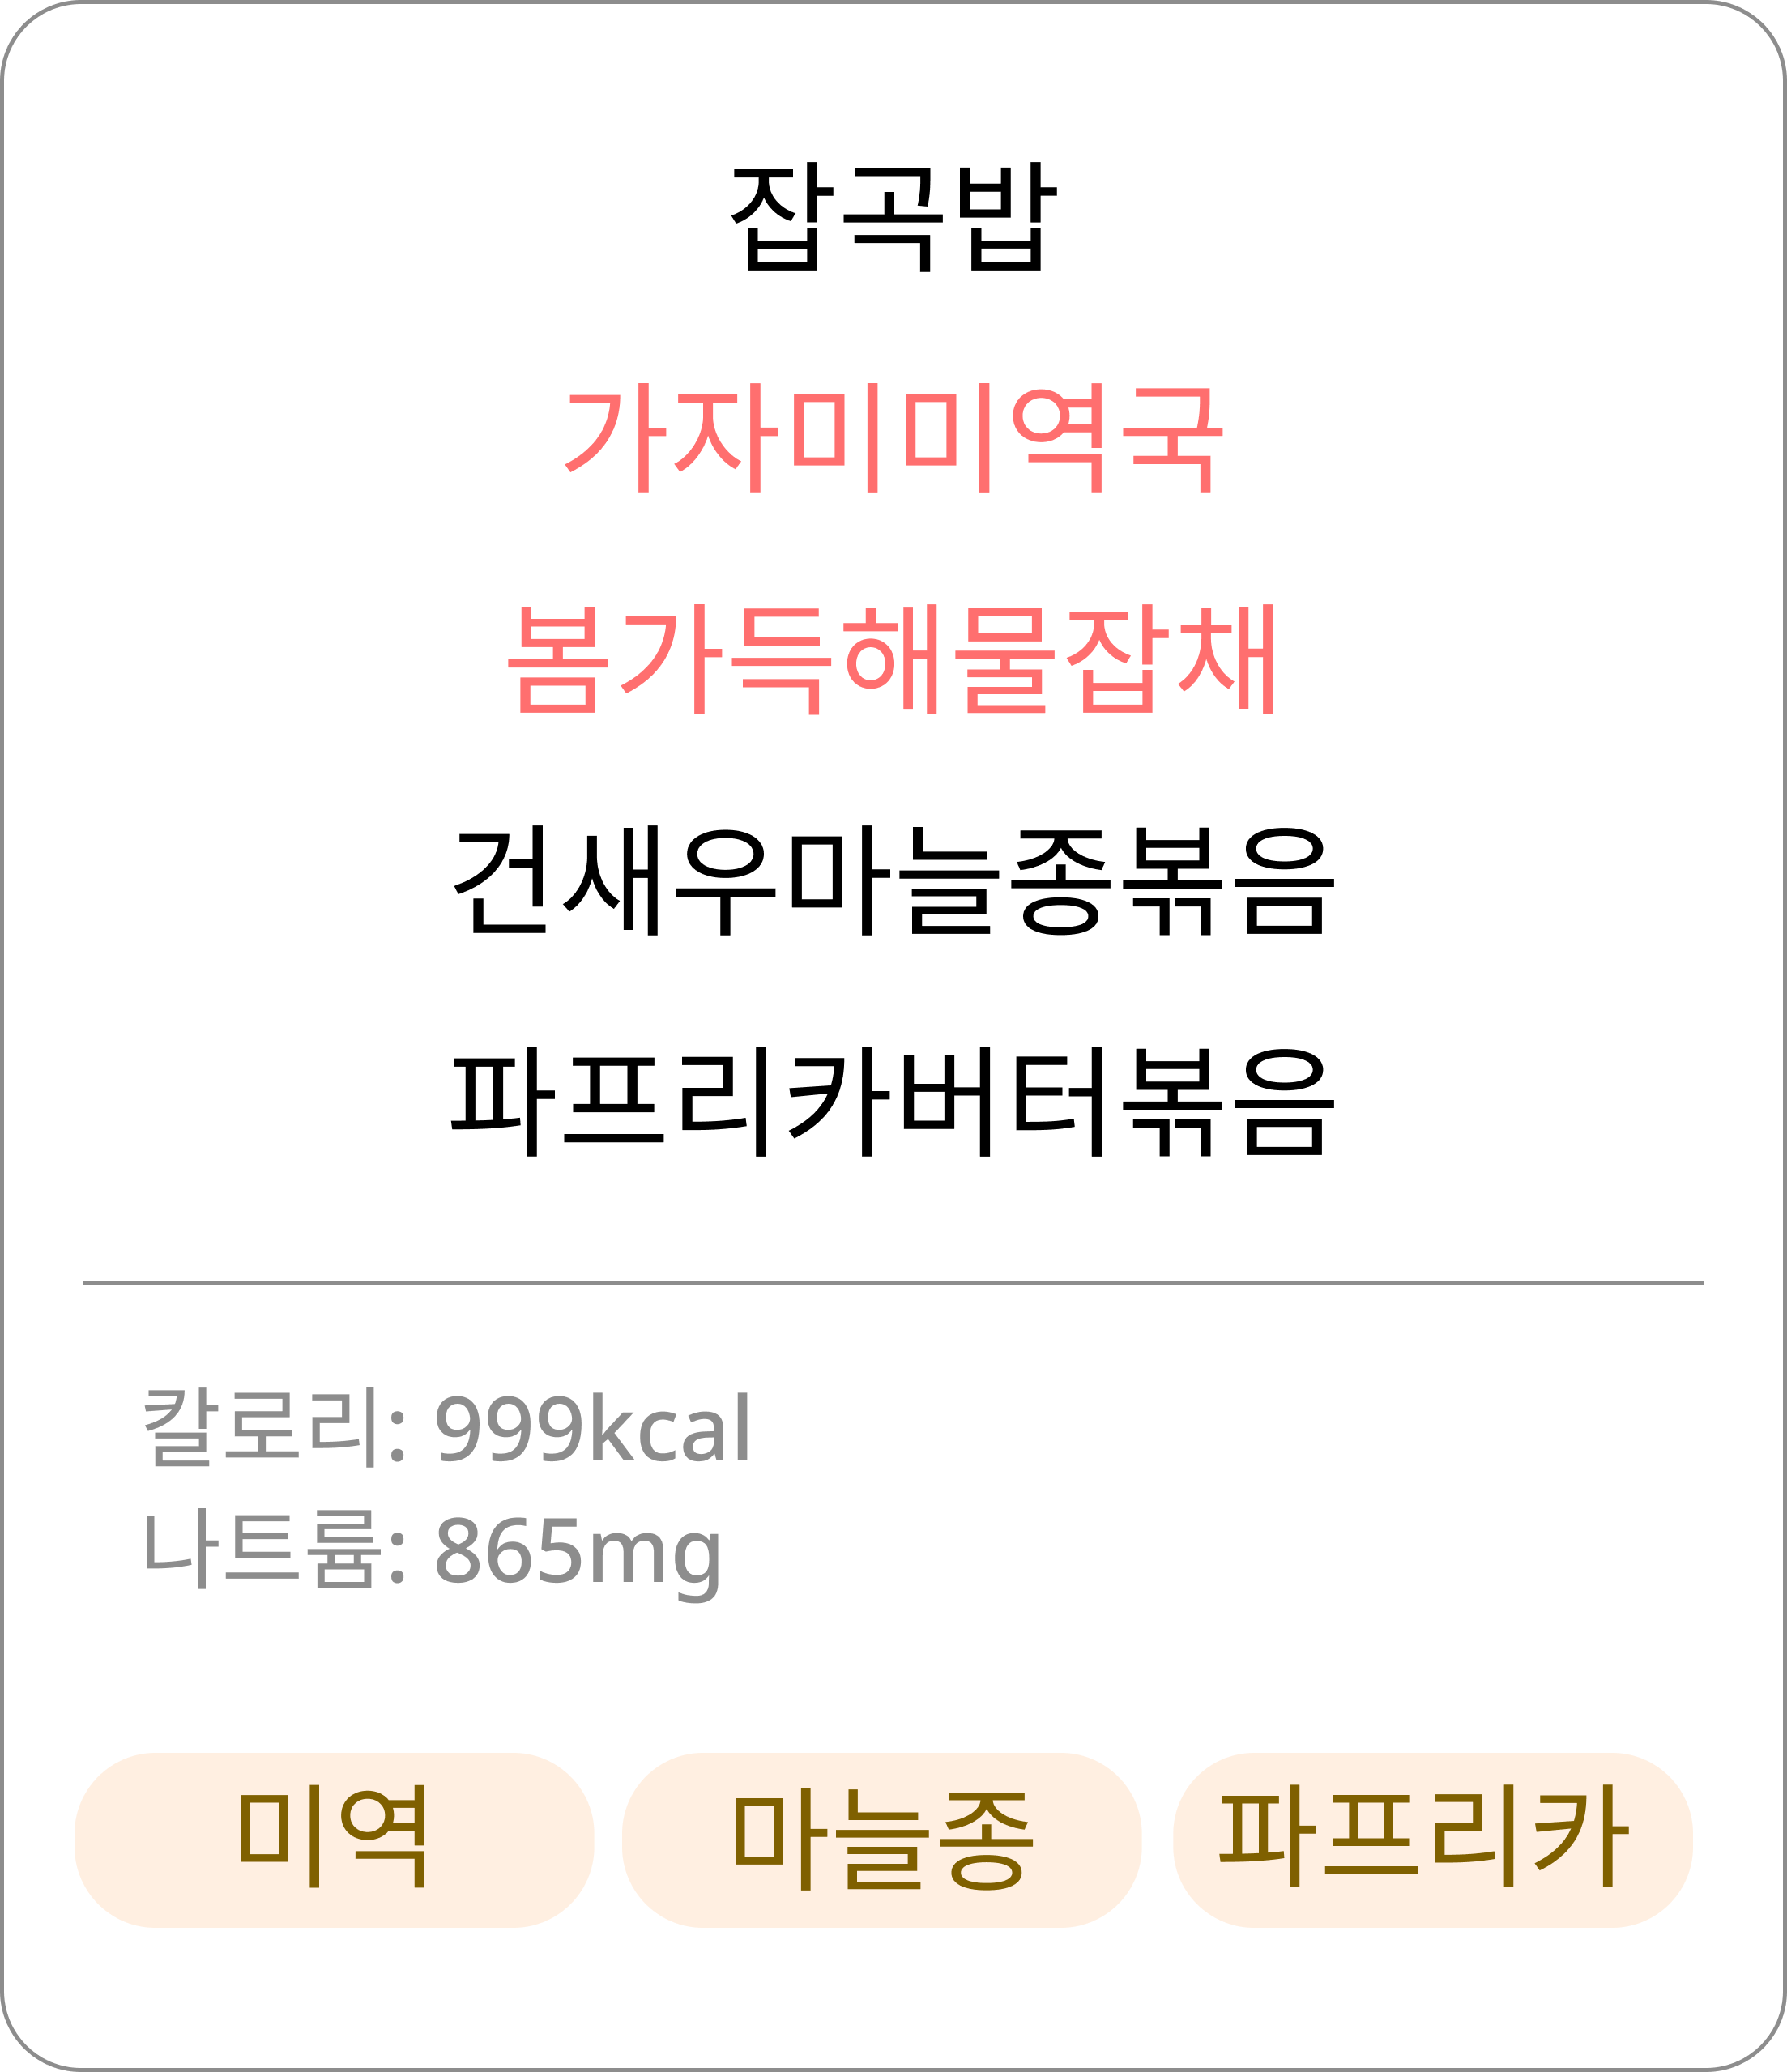 잡곡밥
가자미미역국
봄가득해물잡채
건새우마늘종볶음
파프리카버터볶음
칼로리: 999kcal
나트륨: 865mg
미역 마늘종 파프리카